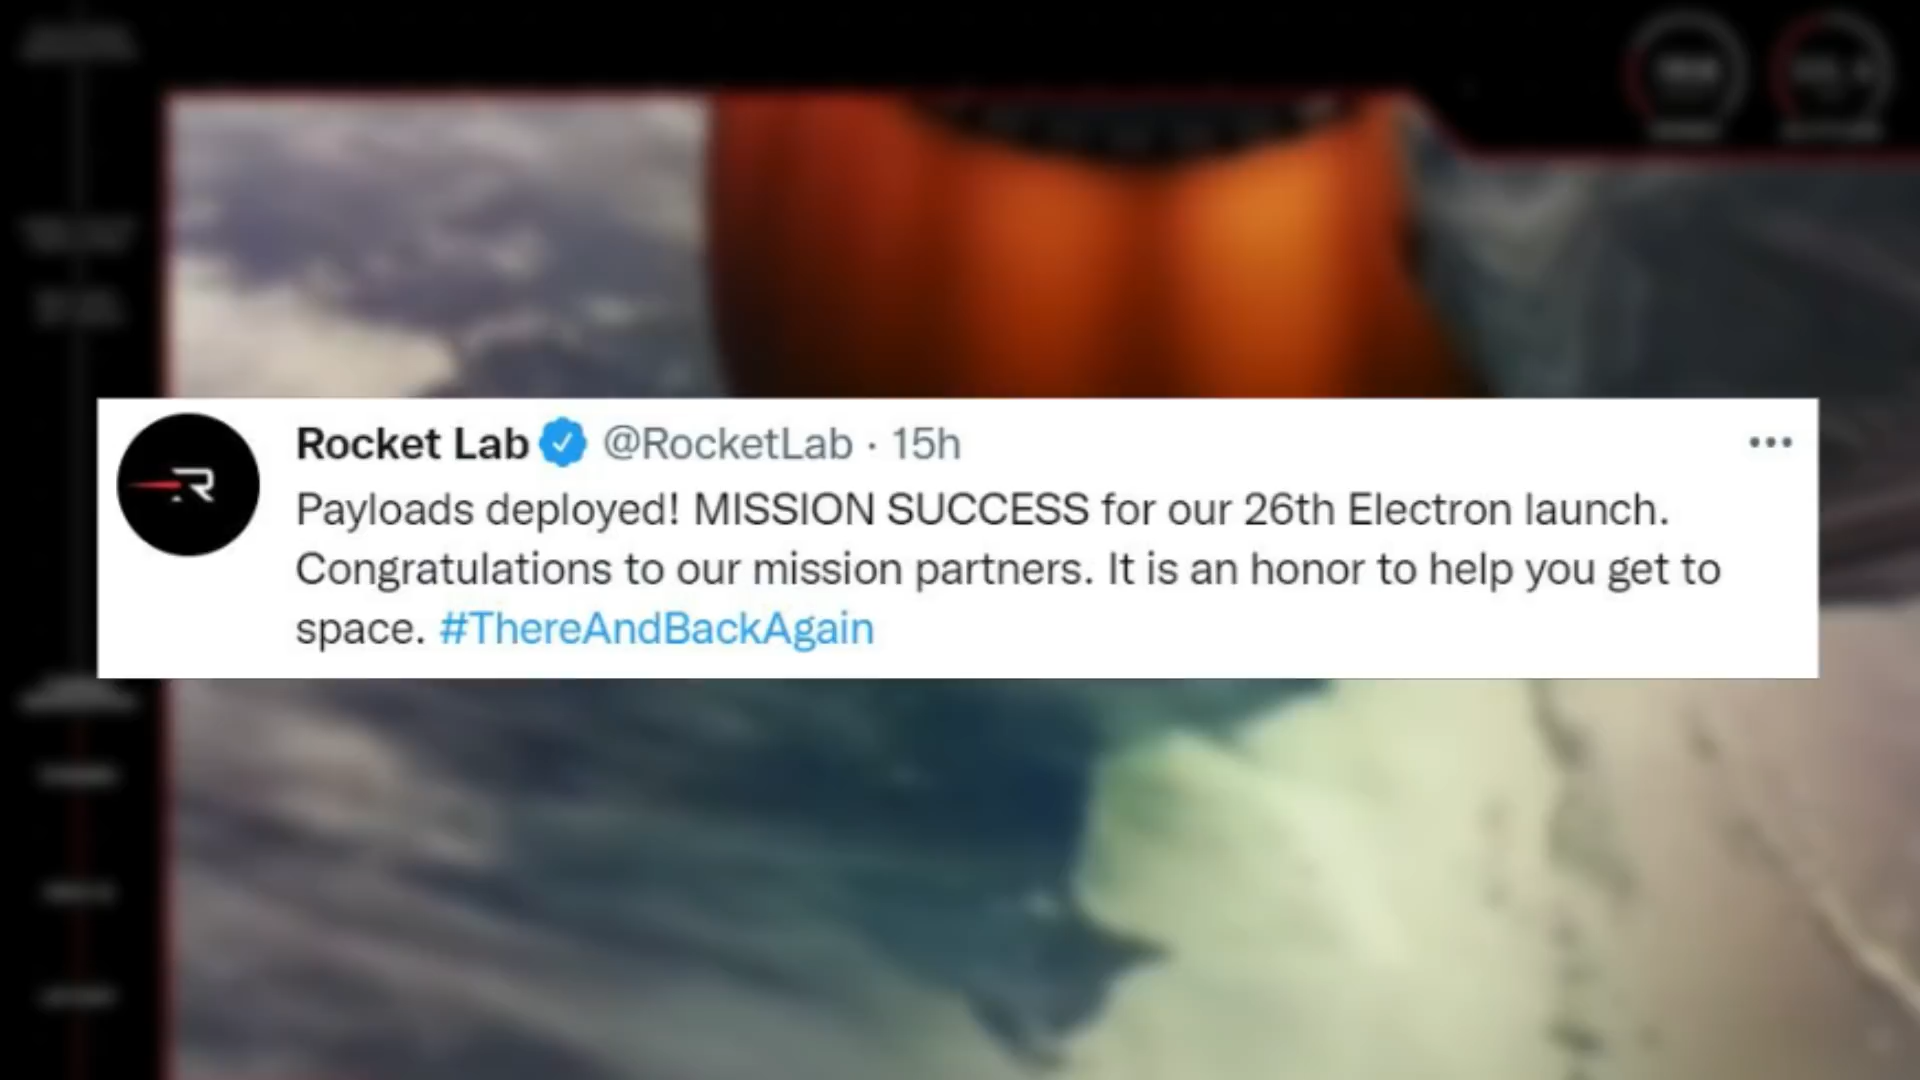 Rocket Lab @RocketLab · 15h
Payloads deployed! MISSION SUCCESS for our 26th Electron launch.
Congratulations to our mission partners. It is an honor to help you get to
space. #ThereAndBackAgain